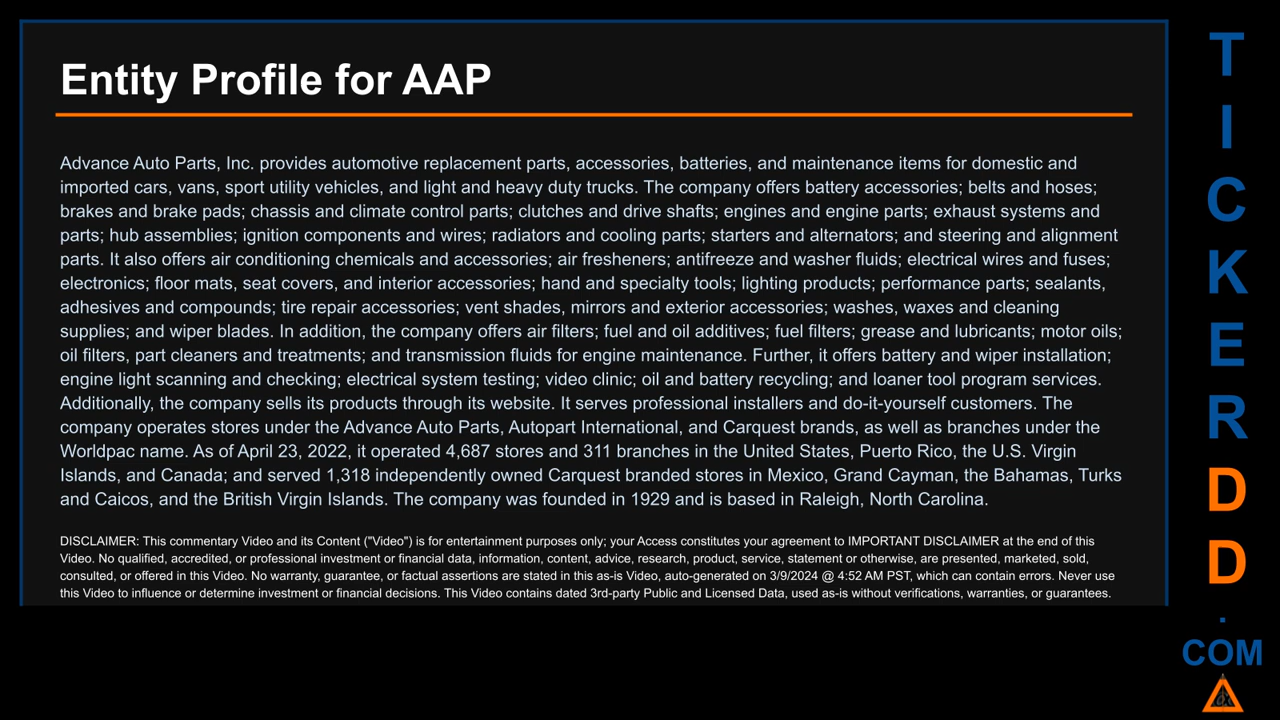 Entity Profile for AAP
Advance Auto Parts, Inc. provides automotive replacement parts, accessories, batteries, and maintenance items for domestic and
imported cars, vans, sport utility vehicles, and light and heavy duty trucks. The company offers battery accessories; belts and hoses;
brakes and brake pads; chassis and climate control parts; clutches and drive shafts; engines and engine parts; exhaust systems and
parts; hub assemblies; ignition components and wires; radiators and cooling parts; starters and alternators; and steering and alignment
parts. It also offers air conditioning chemicals and accessories; air fresheners; antifreeze and washer fluids; electrical wires and fuses;
electronics; floor mats, seat covers, and interior accessories; hand and specialty tools; lighting products; performance parts; sealants,
adhesives and compounds; tire repair accessories; vent shades, mirrors and exterior accessories; washes, waxes and cleaning
supplies; and wiper blades. In addition, the company offers air filters; fuel and oil additives; fuel filters; grease and lubricants; motor oils;
oil filters, part cleaners and treatments; and transmission fluids for engine maintenance. Further, it offers battery and wiper installation;
engine light scanning and checking; electrical system testing; video clinic; oil and battery recycling; and loaner tool program services.
Additionally, the company sells its products through its website. It serves professional installers and do-it-yourself customers. The
company operates stores under the Advance Auto Parts, Autopart International, and Carquest brands, as well as branches under the
Worldpac name. As of April 23, 2022, it operated 4,687 stores and 311 branches in the United States, Puerto Rico, the U.S. Virgin
Islands, and Canada; and served 1,318 independently owned Carquest branded stores in Mexico, Grand Cayman, the Bahamas, Turks
and Caicos, and the British Virgin Islands. The company was founded in 1929 and is based in Raleigh, North Carolina.
DISCLAIMER: This commentary Video and its Content ("Video") is for entertainment purposes only; your Access constitutes your agreement to IMPORTANT DISCLAIMER at the end of this
Video. No qualified, accredited, or professional investment or financial data, information, content, advice, research, product, service, statement or otherwise, are presented, marketed, sold,
consulted, or offered in this Video. No warranty, guarantee, or factual assertions are stated in this as-is Video, auto-generated on 3/9/2024 @ 4:52 AM PST, which can contain errors. Never use
this Video to influence or determine investment or financial decisions. This Video contains dated 3rd-party Public and Licensed Data, used as-is without verifications, warranties, or guarantees.
T
I
C
K
E
R
D
D
.
COM